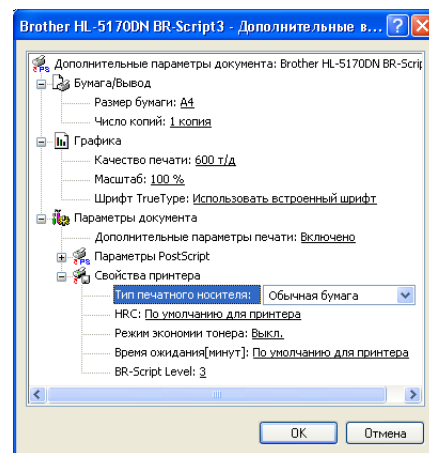 Brother HL-5170DN BR-Script3 - Дополнительные в...
Дополнительные параметры документа: Brother HL-5170DN BR-Scrip
Бумага/Вывод
Размер бумаги: A4
Число копий: 1 копия
Графика
Качество печати: 600 т/д
Масштаб: 100 %
Шрифт TrueType: Использовать встроенный шрифт
Параметры документа
Дополнительные параметры печати: Включено
Параметры PostScript
Свойства принтера
Тип печатного носителя: Обычная бумага
HRC: По умолчанию для принтера
Режим экономии тонера: Выкл.
Время ожидания[минут]: По умолчанию для принтера
BR-Script Level: 3
OK Отмена